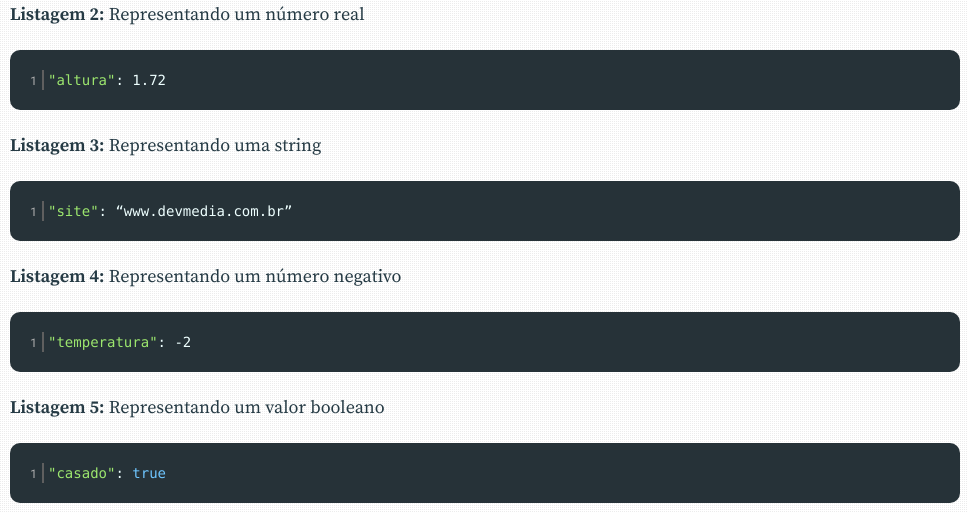 Listagem 2: Representando um número real
1 "altura": 1.72
Listagem 3: Representando uma string
1 "site": “www.devmedia.com.br”
Listagem 4: Representando um número negativo
1 "temperatura": -2
Listagem 5: Representando um valor booleano
1 "casado": true